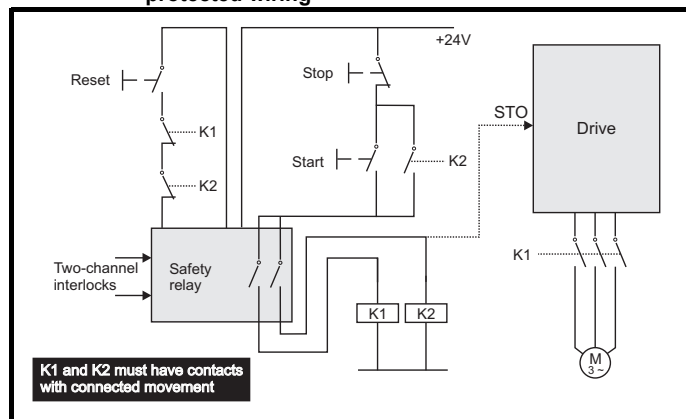 protected wiring
+24V
Reset
Stop
STO
Drive
K1
Start
K2
K2
K1
Two-channel
interlocks
Safety
relay
K1
K2
M
3 ~
K1 and K2 must have contacts
with connected movement